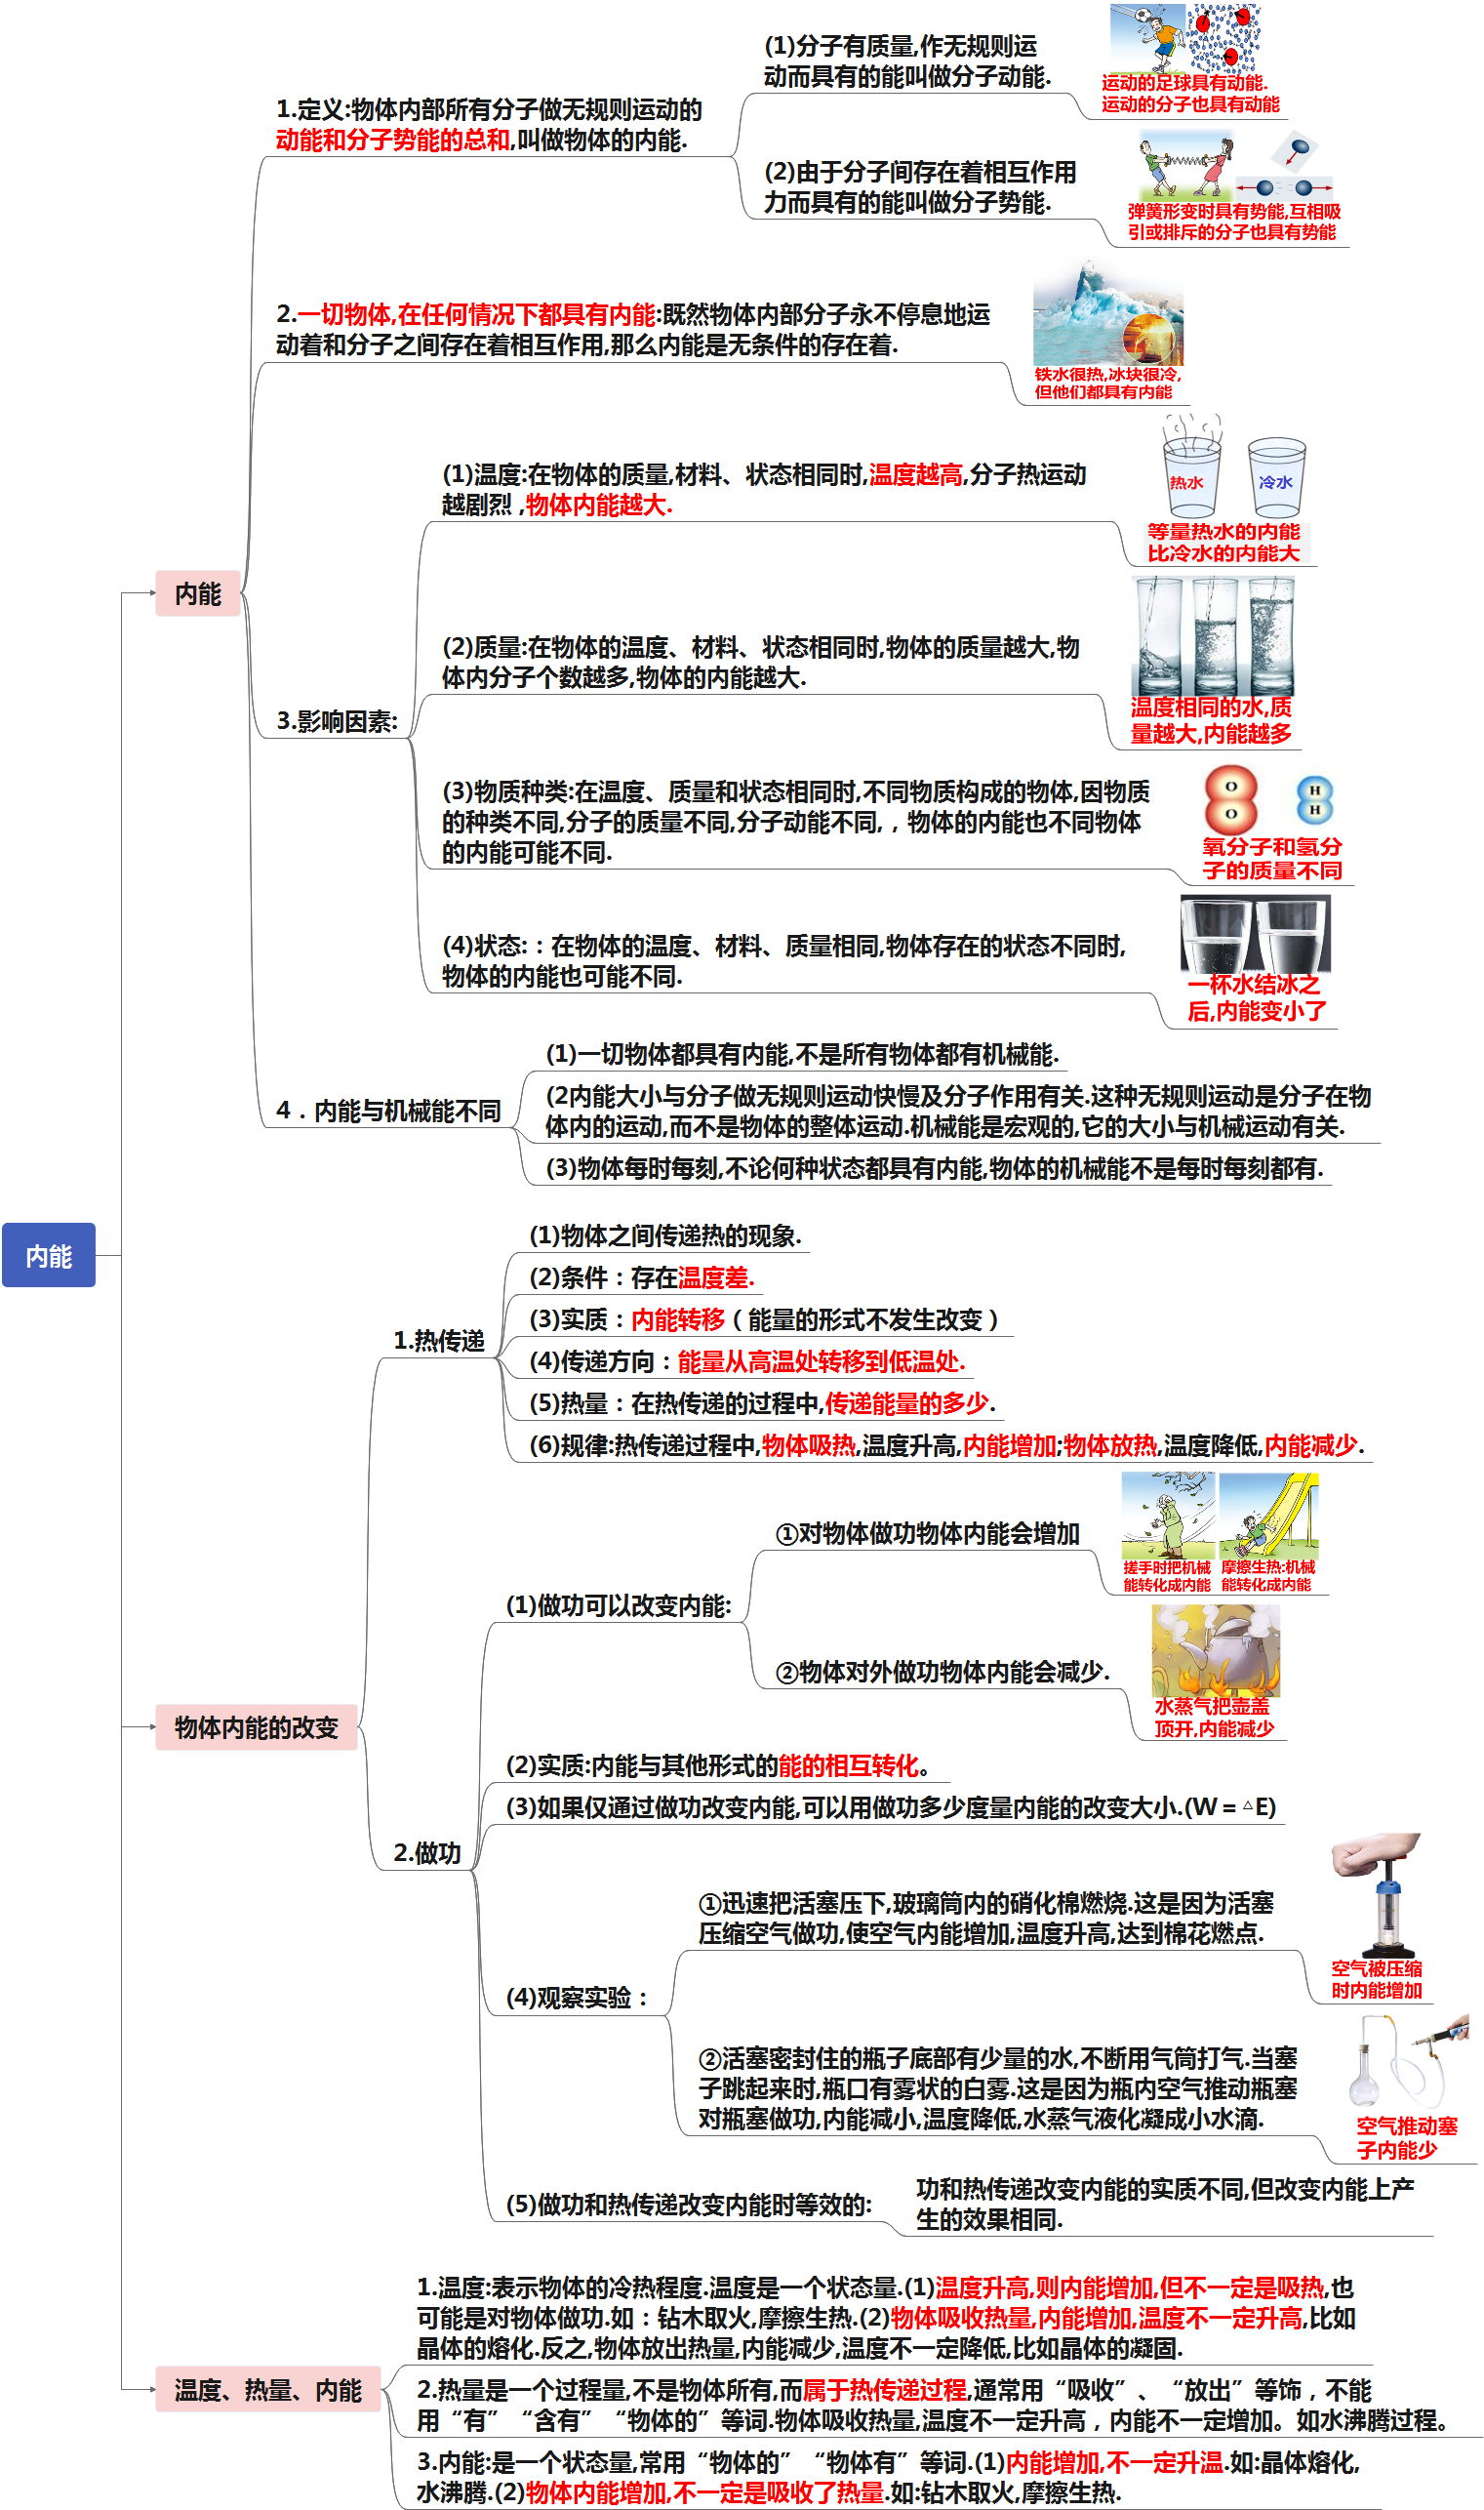 (1)分子有质量,作无规则运
动而具有的能叫做分子动能.
运动的足球具有动能.
运动的分子也具有动能
1.定义:物体内部所有分子做无规则运动的
动能和分子势能的总和,叫做物体的内能.
(2)由于分子间存在着相互作用
力而具有的能叫做分子势能.
弹簧形变时具有势能,互相吸
引或排斥的分子也具有势能
2.一切物体,在任何情况下都具有内能:既然物体内部分子永不停息地运
动着和分子之间存在着相互作用,那么内能是无条件的存在着.
铁水很热,冰块很冷,
但他们都具有内能
(1)温度:在物体的质量,材料、状态相同时,温度越高,分子热运动
越剧烈 ,物体内能越大.
热水
冷水
等量热水的内能
比冷水的内能大
内能
(2)质量:在物体的温度、材料、状态相同时,物体的质量越大,物
体内分子个数越多,物体的内能越大.
温度相同的水,质
量越大,内能越多
3.影响因素:
(3)物质种类:在温度、质量和状态相同时,不同物质构成的物体,因物质
的种类不同,分子的质量不同,分子动能不同,，物体的内能也不同物体
的内能可能不同.
O
O
H
H
氧分子和氢分
子的质量不同
(4)状态:：在物体的温度、材料、质量相同,物体存在的状态不同时,
物体的内能也可能不同.
一杯水结冰之
后,内能变小了
4．内能与机械能不同
(1)一切物体都具有内能,不是所有物体都有机械能.
(2内能大小与分子做无规则运动快慢及分子作用有关.这种无规则运动是分子在物
体内的运动,而不是物体的整体运动.机械能是宏观的,它的大小与机械运动有关.
(3)物体每时每刻,不论何种状态都具有内能,物体的机械能不是每时每刻都有.
内能
(1)物体之间传递热的现象.
(2)条件：存在温度差.
(3)实质：内能转移（能量的形式不发生改变）
1.热传递
(4)传递方向：能量从高温处转移到低温处.
(5)热量：在热传递的过程中,传递能量的多少.
(6)规律:热传递过程中,物体吸热,温度升高,内能增加;物体放热,温度降低,内能减少.
①对物体做功物体内能会增加
搓手时把机械
能转化成内能
摩擦生热:机械
能转化成内能
(1)做功可以改变内能:
②物体对外做功物体内能会减少.
水蒸气把壶盖
顶开,内能减少
物体内能的改变
(2)实质:内能与其他形式的能的相互转化。
(3)如果仅通过做功改变内能,可以用做功多少度量内能的改变大小.(W＝△E)
2.做功
①迅速把活塞压下,玻璃筒内的硝化棉燃烧.这是因为活塞
压缩空气做功,使空气内能增加,温度升高,达到棉花燃点.
空气被压缩
时内能增加
(4)观察实验：
②活塞密封住的瓶子底部有少量的水,不断用气筒打气.当塞
子跳起来时,瓶口有雾状的白雾.这是因为瓶内空气推动瓶塞
对瓶塞做功,内能减小,温度降低,水蒸气液化凝成小水滴.
空气推动塞
子内能少
(5)做功和热传递改变内能时等效的:
功和热传递改变内能的实质不同,但改变内能上产
生的效果相同.
温度、热量、内能
1.温度:表示物体的冷热程度.温度是一个状态量.(1)温度升高,则内能增加,但不一定是吸热,也
可能是对物体做功.如：钻木取火,摩擦生热.(2)物体吸收热量,内能增加,温度不一定升高,比如
晶体的熔化.反之,物体放出热量,内能减少,温度不一定降低,比如晶体的凝固.
2.热量是一个过程量,不是物体所有,而属于热传递过程,通常用“吸收”、“放出”等饰，不能
用“有”“含有”“物体的”等词.物体吸收热量,温度不一定升高，内能不一定增加。如水沸腾过程。
3.内能:是一个状态量,常用“物体的”“物体有”等词.(1)内能增加,不一定升温.如:晶体熔化,
水沸腾.(2)物体内能增加,不一定是吸收了热量.如:钻木取火,摩擦生热.